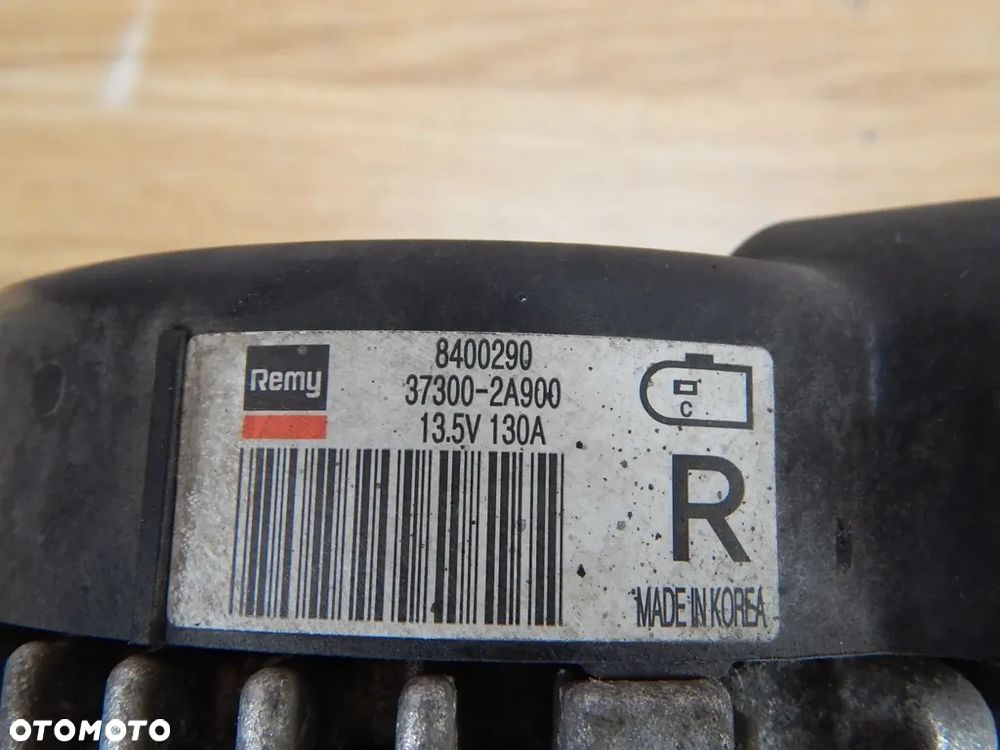 Remy
8400290
37300-2A900
13.5V 130A
C
R
MADE IN KOREA
OTOMOTO